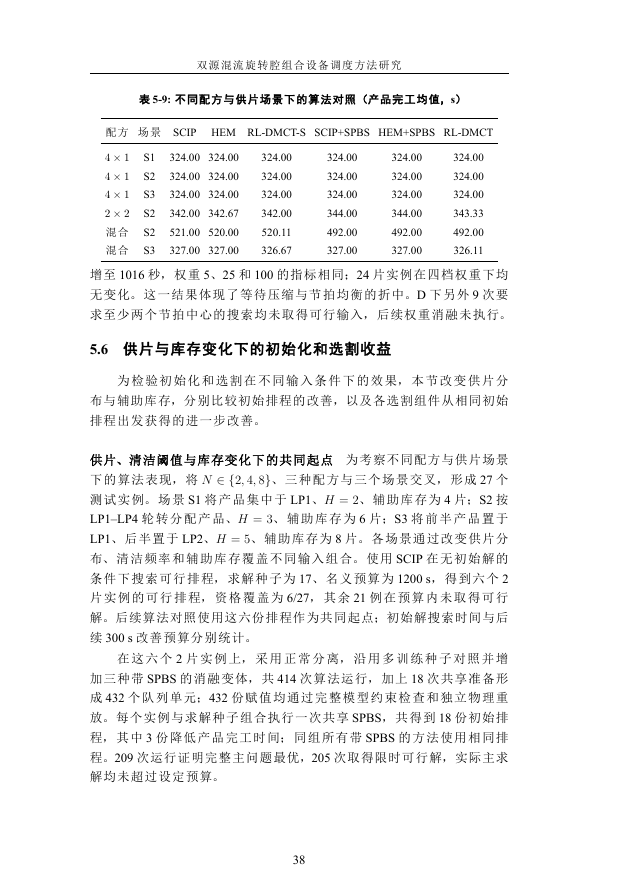 双源混流旋转腔组合设备调度方法研究
表 5-9: 不同配方与供片场景下的算法对照（产品完工均值，s）
配方 场景 SCIP HEM RL-DMCT-S SCIP+SPBS HEM+SPBS RL-DMCT
4 × 1 S1 324.00 324.00 324.00 324.00 324.00 324.00
4 × 1 S2 324.00 324.00 324.00 324.00 324.00 324.00
4 × 1 S3 324.00 324.00 324.00 324.00 324.00 324.00
2 × 2 S2 342.00 342.67 342.00 344.00 344.00 343.33
混合 S2 521.00 520.00 520.11 492.00 492.00 492.00
混合 S3 327.00 327.00 326.67 327.00 327.00 326.11
增至 1016 秒，权重 5、25 和 100 的指标相同；24 片实例在四档权重下均
无变化。这一结果体现了等待压缩与节拍均衡的折中。D 下另外 9 次要
求至少两个节拍中心的搜索均未取得可行输入，后续权重消融未执行。
5.6 供片与库存变化下的初始化和选割收益
为检验初始化和选割在不同输入条件下的效果，本节改变供片分
布与辅助库存，分别比较初始排程的改善，以及各选割组件从相同初始
排程出发获得的进一步改善。
供片、清洁阈值与库存变化下的共同起点 为考察不同配方与供片场景
下的算法表现，将 N ∈ {2, 4, 8}、三种配方与三个场景交叉，形成 27 个
测试实例。场景 S1 将产品集中于 LP1、H = 2、辅助库存为 4 片；S2 按
LP1–LP4 轮转分配产品、H = 3、辅助库存为 6 片；S3 将前半产品置于
LP1、后半置于 LP2、H = 5、辅助库存为 8 片。各场景通过改变供片分
布、清洁频率和辅助库存覆盖不同输入组合。使用 SCIP 在无初始解的
条件下搜索可行排程，求解种子为 17、名义预算为 1200 s，得到六个 2
片实例的可行排程，资格覆盖为 6/27，其余 21 例在预算内未取得可行
解。后续算法对照使用这六份排程作为共同起点；初始解搜索时间与后
续 300 s 改善预算分别统计。
在这六个 2 片实例上，采用正常分离，沿用多训练种子对照并增
加三种带 SPBS 的消融变体，共 414 次算法运行，加上 18 次共享准备形
成 432 个队列单元；432 份赋值均通过完整模型约束检查和独立物理重
放。每个实例与求解种子组合执行一次共享 SPBS，共得到 18 份初始排
程，其中 3 份降低产品完工时间；同组所有带 SPBS 的方法使用相同排
程。209 次运行证明完整主问题最优，205 次取得限时可行解，实际主求
解均未超过设定预算。
38